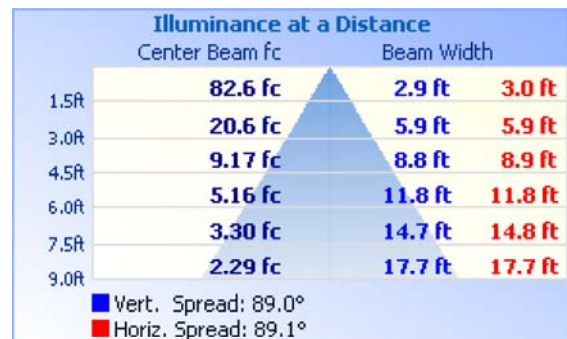 Illuminance at a Distance
Center Beam fc Beam Width
82.6 fc 2.9 ft 3.0 ft
1.5ft
20.6 fc 5.9 ft 5.9 ft
3.0ft
9.17 fc 8.8 ft 8.9 ft
4.5ft
5.16 fc 11.8 ft 11.8 ft
6.0ft
3.30 fc 14.7 ft 14.8 ft
7.5ft
2.29 fc 17.7 ft 17.7 ft
9.0ft
Vert. Spread: 89.0°
Horiz. Spread: 89.1°